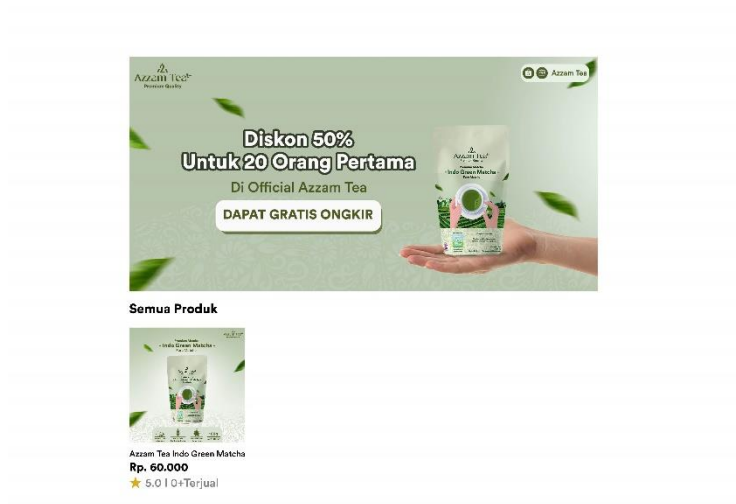 Azzam Tea
Premium Quality
Azzam Tea
Diskon 50%
Untuk 20 Orang Pertama
Di Official Azzam Tea
DAPAT GRATIS ONGKIR
Azzam Tea
Indo Green Matcha
Semua Produk
Indo Green Matcha
Azzam Tea Indo Green Matcha
Rp. 60.000
5.0 | 0+Terjual